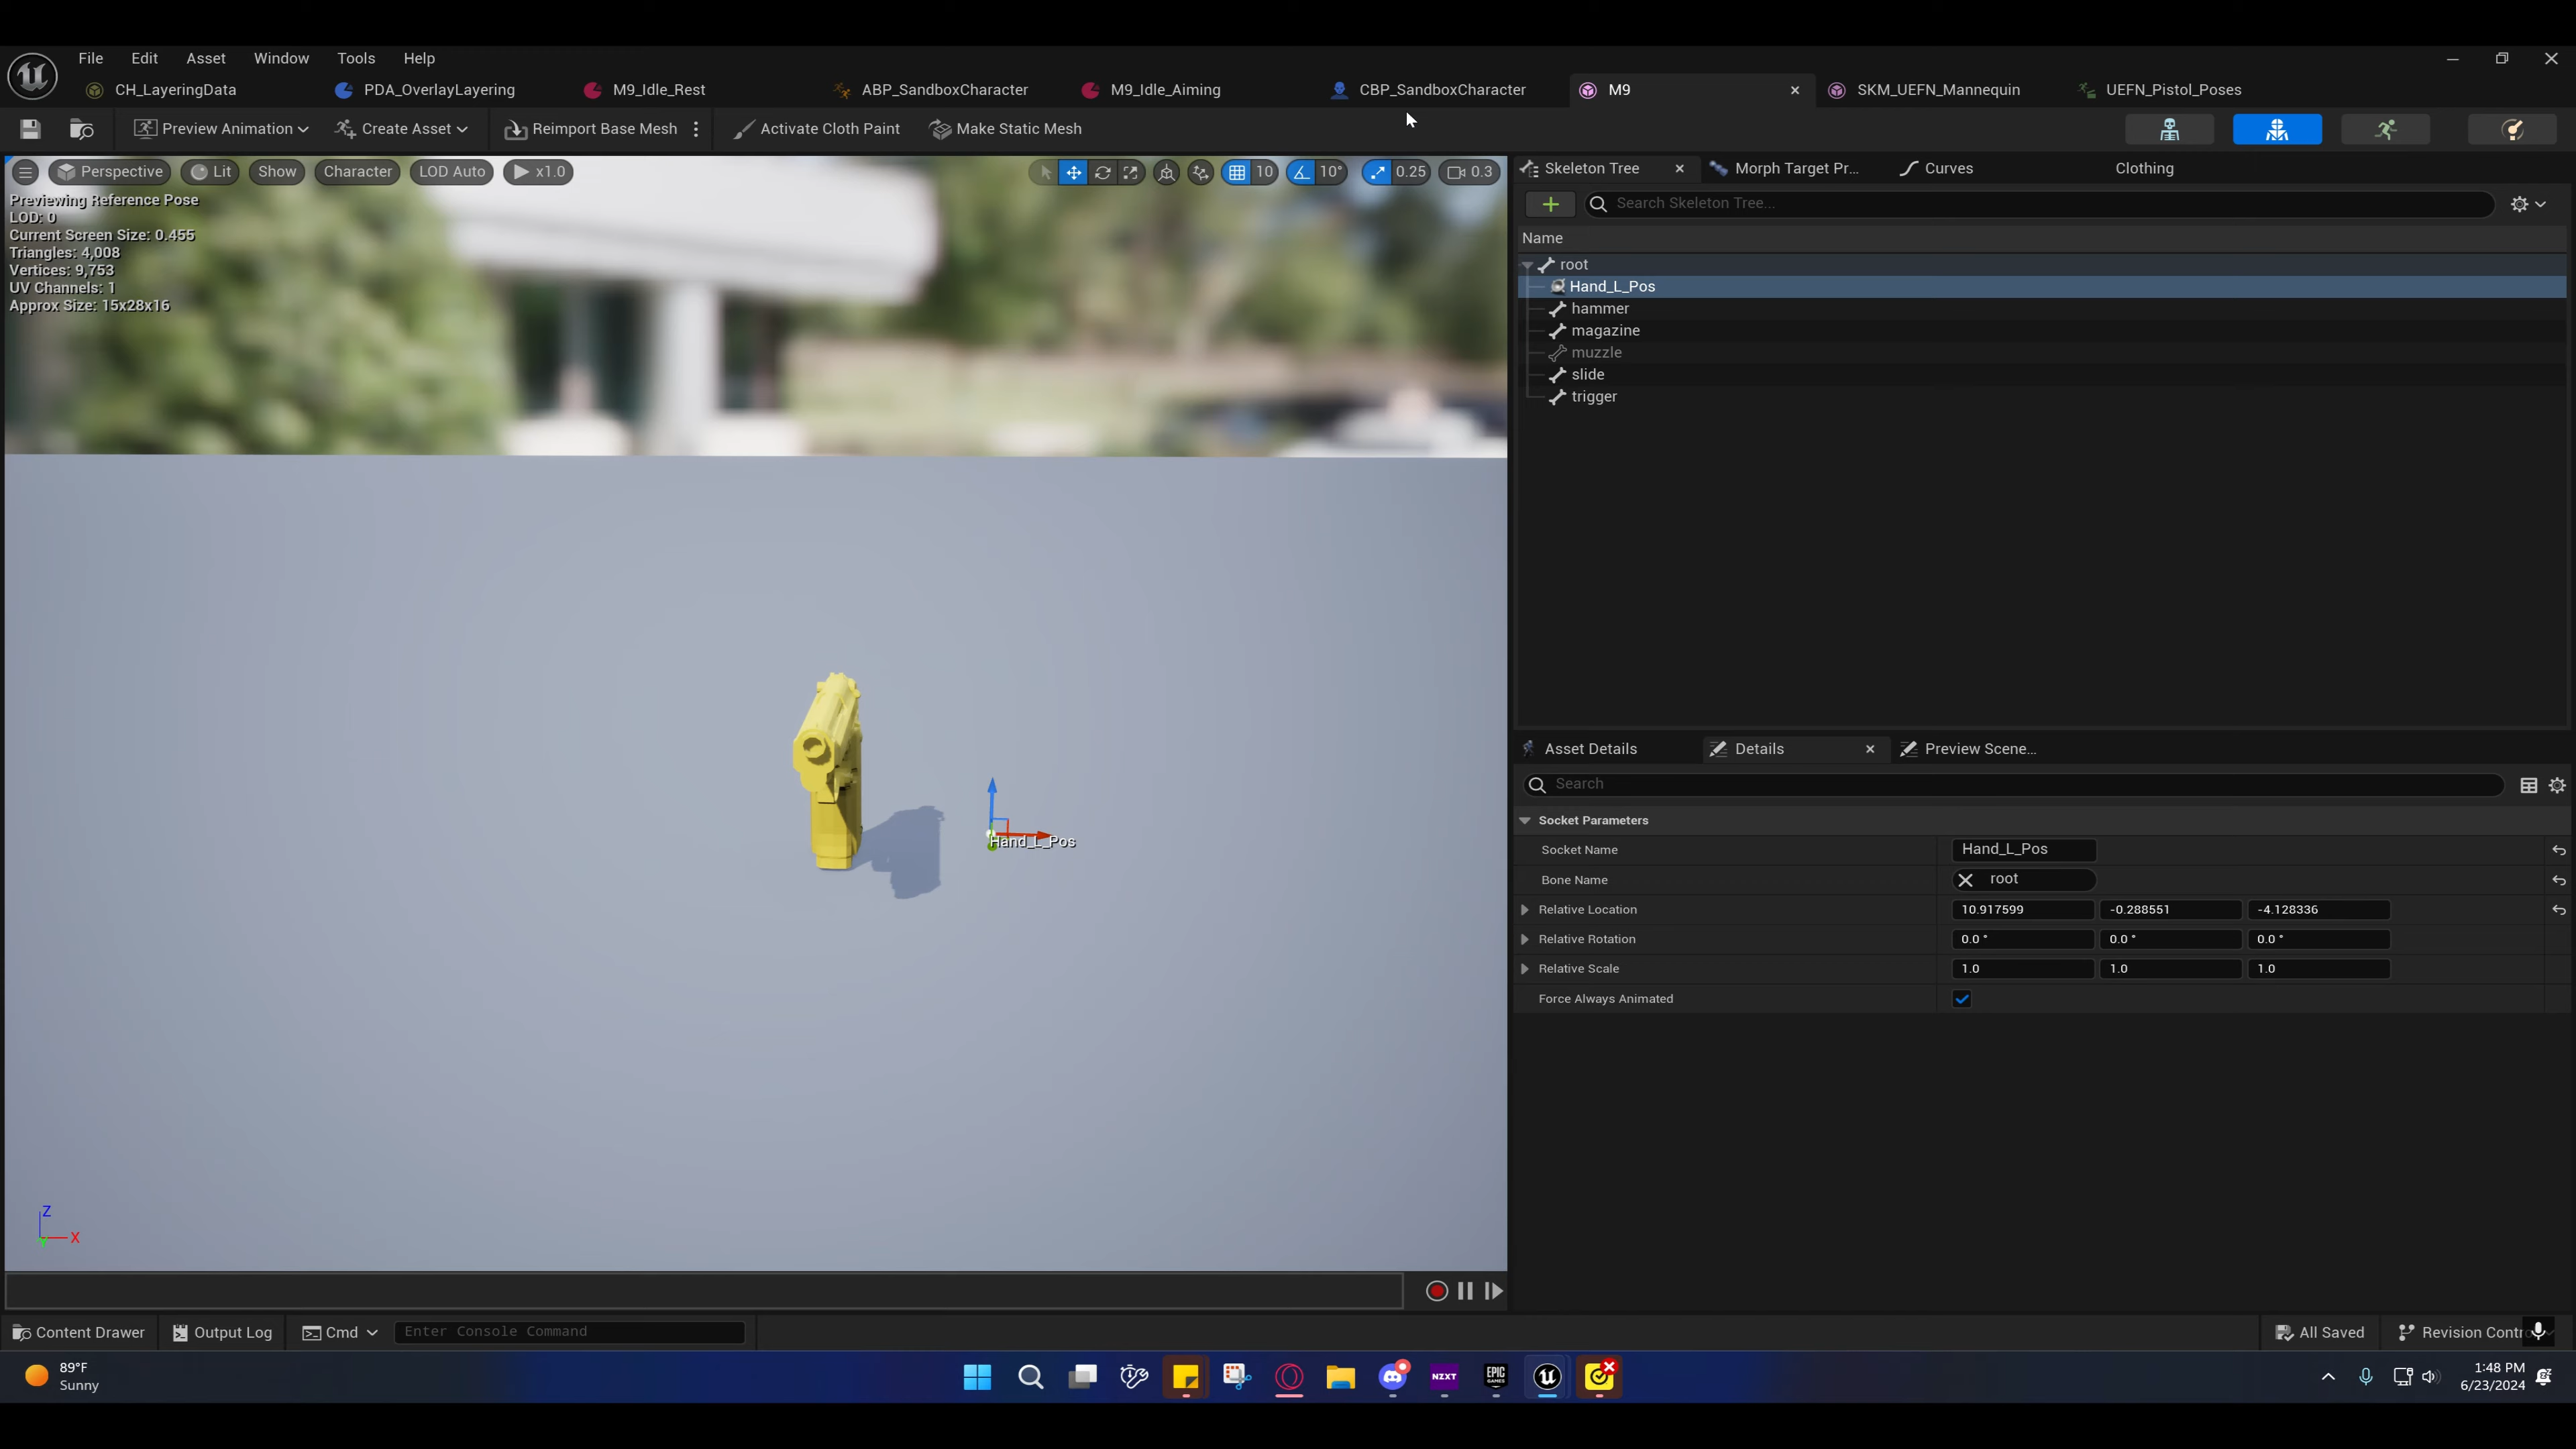 File Edit Asset Window Tools Help
CH_LayeringData PDA_OverlayLayering M9_Idle_Rest ABP_SandboxCharacter M9_Idle_Aiming CBP_SandboxCharacter M9 SKM_UEFN_Mannequin UEFN_Pistol_Poses
Preview Animation Create Asset Reimport Base Mesh Activate Cloth Paint Make Static Mesh
Perspective Lit Show Character LOD Auto x1.0 10 10° 0.25 0.3
Previewing Reference Pose
LOD: 0
Current Screen Size: 0.455
Triangles: 4,008
Vertices: 9,753
UV Channels: 1
Approx Size: 15x28x16
Hand_L_Pos
Z
X
Skeleton Tree Morph Target Pr... Curves Clothing
Search Skeleton Tree...
Name
root
Hand_L_Pos
hammer
magazine
muzzle
slide
trigger
Asset Details Details Preview Scene...
Search
Socket Parameters
Socket Name Hand_L_Pos
Bone Name root
Relative Location 10.917599 -0.288551 -4.128336
Relative Rotation 0.0 ° 0.0 ° 0.0 °
Relative Scale 1.0 1.0 1.0
Force Always Animated
Content Drawer Output Log Cmd Enter Console Command All Saved Revision Contr
89°F
Sunny
NZXT
EPIC GAMES
1:48 PM
6/23/2024